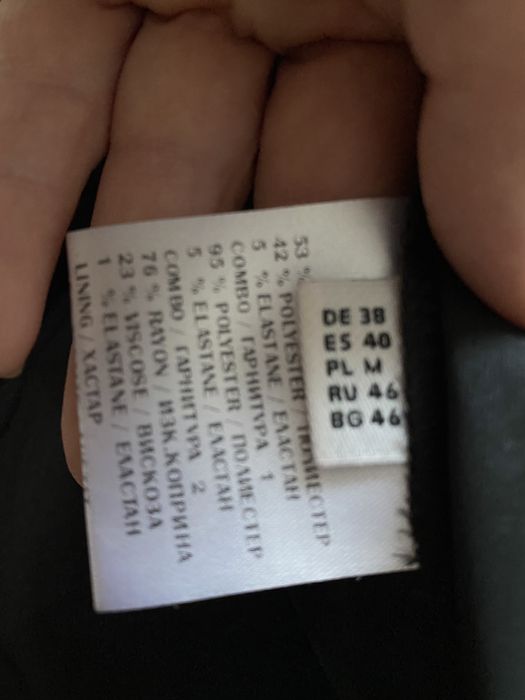 53 %
42 % POLYESTER / ПОЛИЕСТЕР
5 % ELASTANE / ЕЛАСТАН
COMBO / ГАРНИТУРА 1
95 % POLYESTER / ПОЛИЕСТЕР
5 % ELASTANE / ЕЛАСТАН
COMBO / ГАРНИТУРА 2
76 % RAYON / ИЗК.КОПРИНА
23 % VISCOSE / ВИСКОЗА
1 % ELASTANE / ЕЛАСТАН
LINING / ХАСТАР
DE 38
ES 40
PL M
RU 46
BG 46